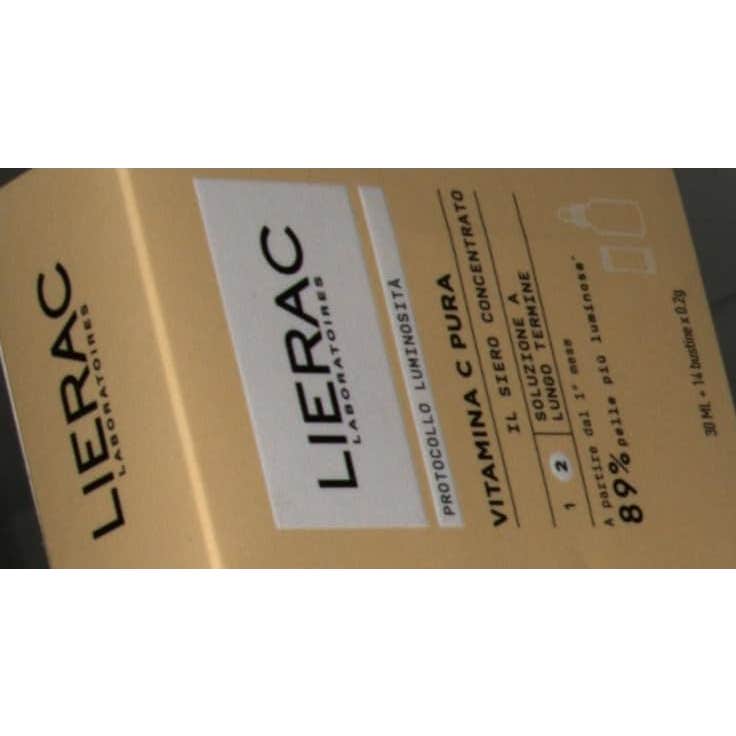 LIERAC
LABORATOIRES
LIERAC
LABORATOIRES
PROTOCOLLO LUMINOSITÀ
VITAMINA C PURA
IL SIERO CONCENTRATO
1 2 SOLUZIONE A
LUNGO TERMINE
A partire dal 1° mese
89% pelle più luminosa*
30 ML + 14 bustine x 0.2g